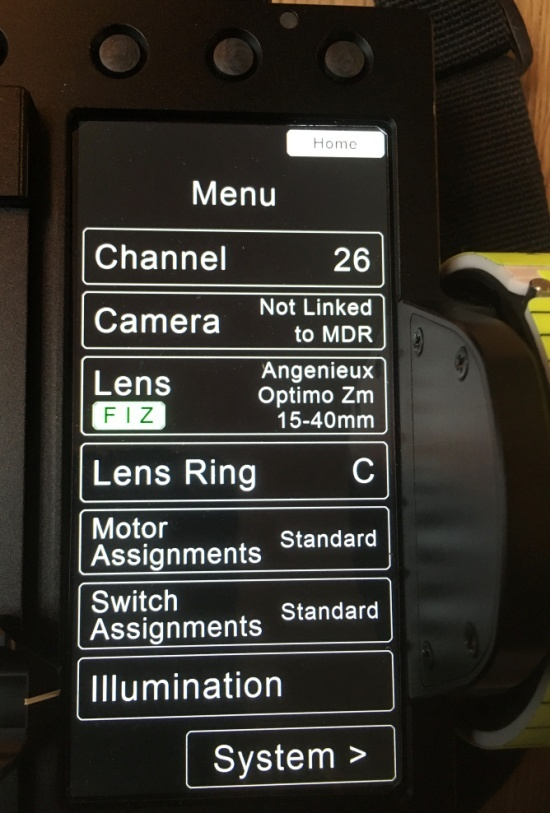 Home
Menu
Channel 26
Camera Not Linked
to MDR
Lens Angenieux
Optimo Zm
F I Z 15-40mm
Lens Ring C
Motor
Assignments Standard
Switch
Assignments Standard
Illumination
System >